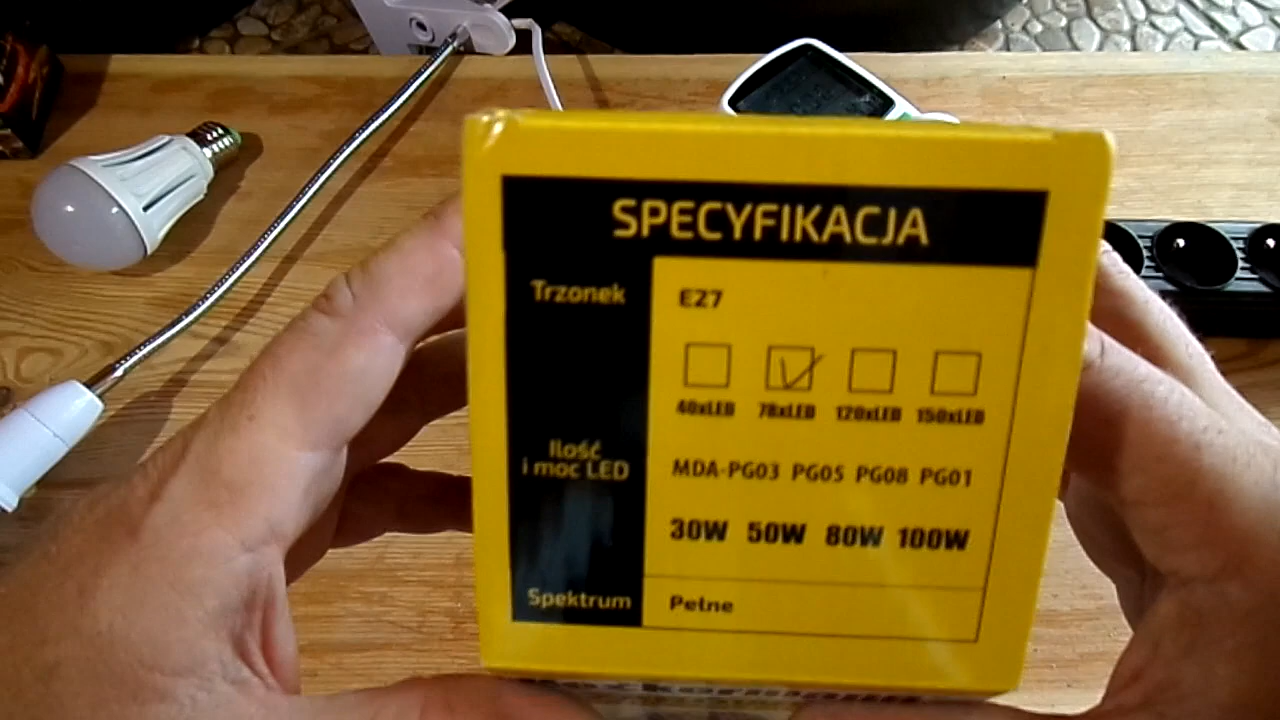 SPECYFIKACJA
Trzonek E27
40xLED 78xLED 120xLED 150xLED
Ilość
i moc LED
MDA-PG03 PG05 PG08 PG01
30W 50W 80W 100W
Spektrum Pełne